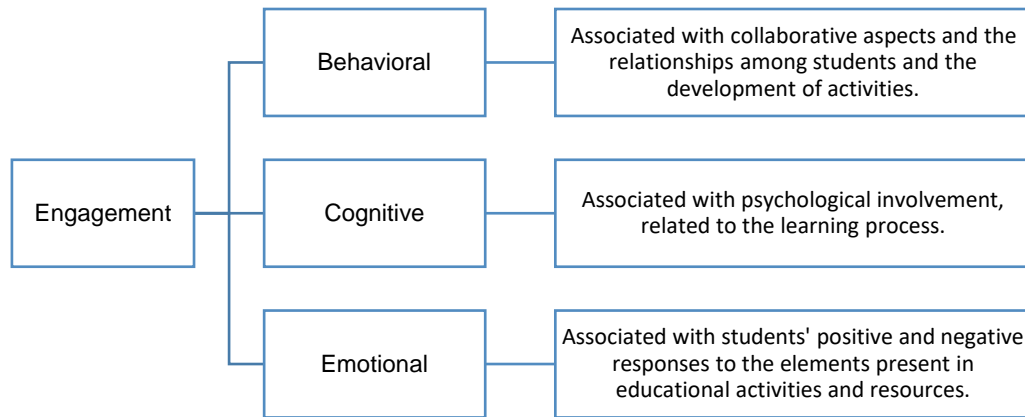 Behavioral
Associated with collaborative aspects and the
relationships among students and the
development of activities.
Engagement
Cognitive
Associated with psychological involvement,
related to the learning process.
Emotional
Associated with students' positive and negative
responses to the elements present in
educational activities and resources.